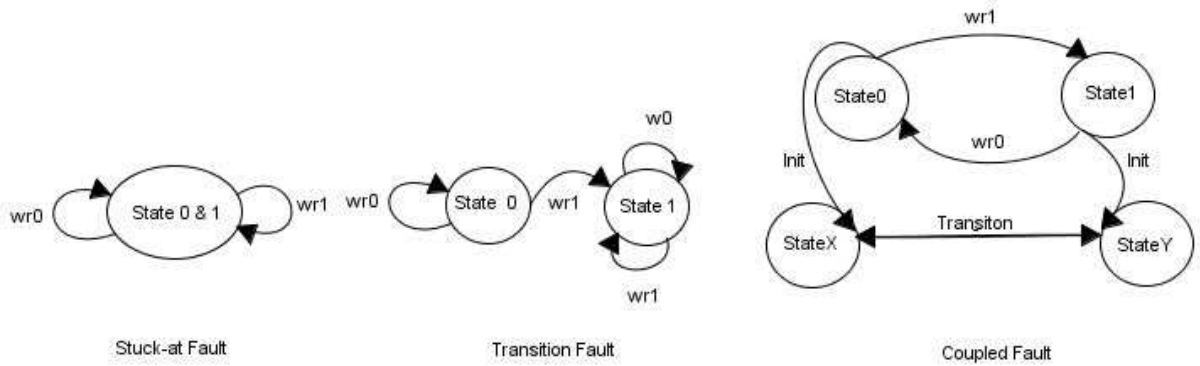 wr0
State 0 & 1
wr1
Stuck-at Fault
wr0
State 0
wr1
w0
State 1
wr1
Transition Fault
wr1
State0
State1
wr0
Init
Init
StateX
Transiton
StateY
Coupled Fault